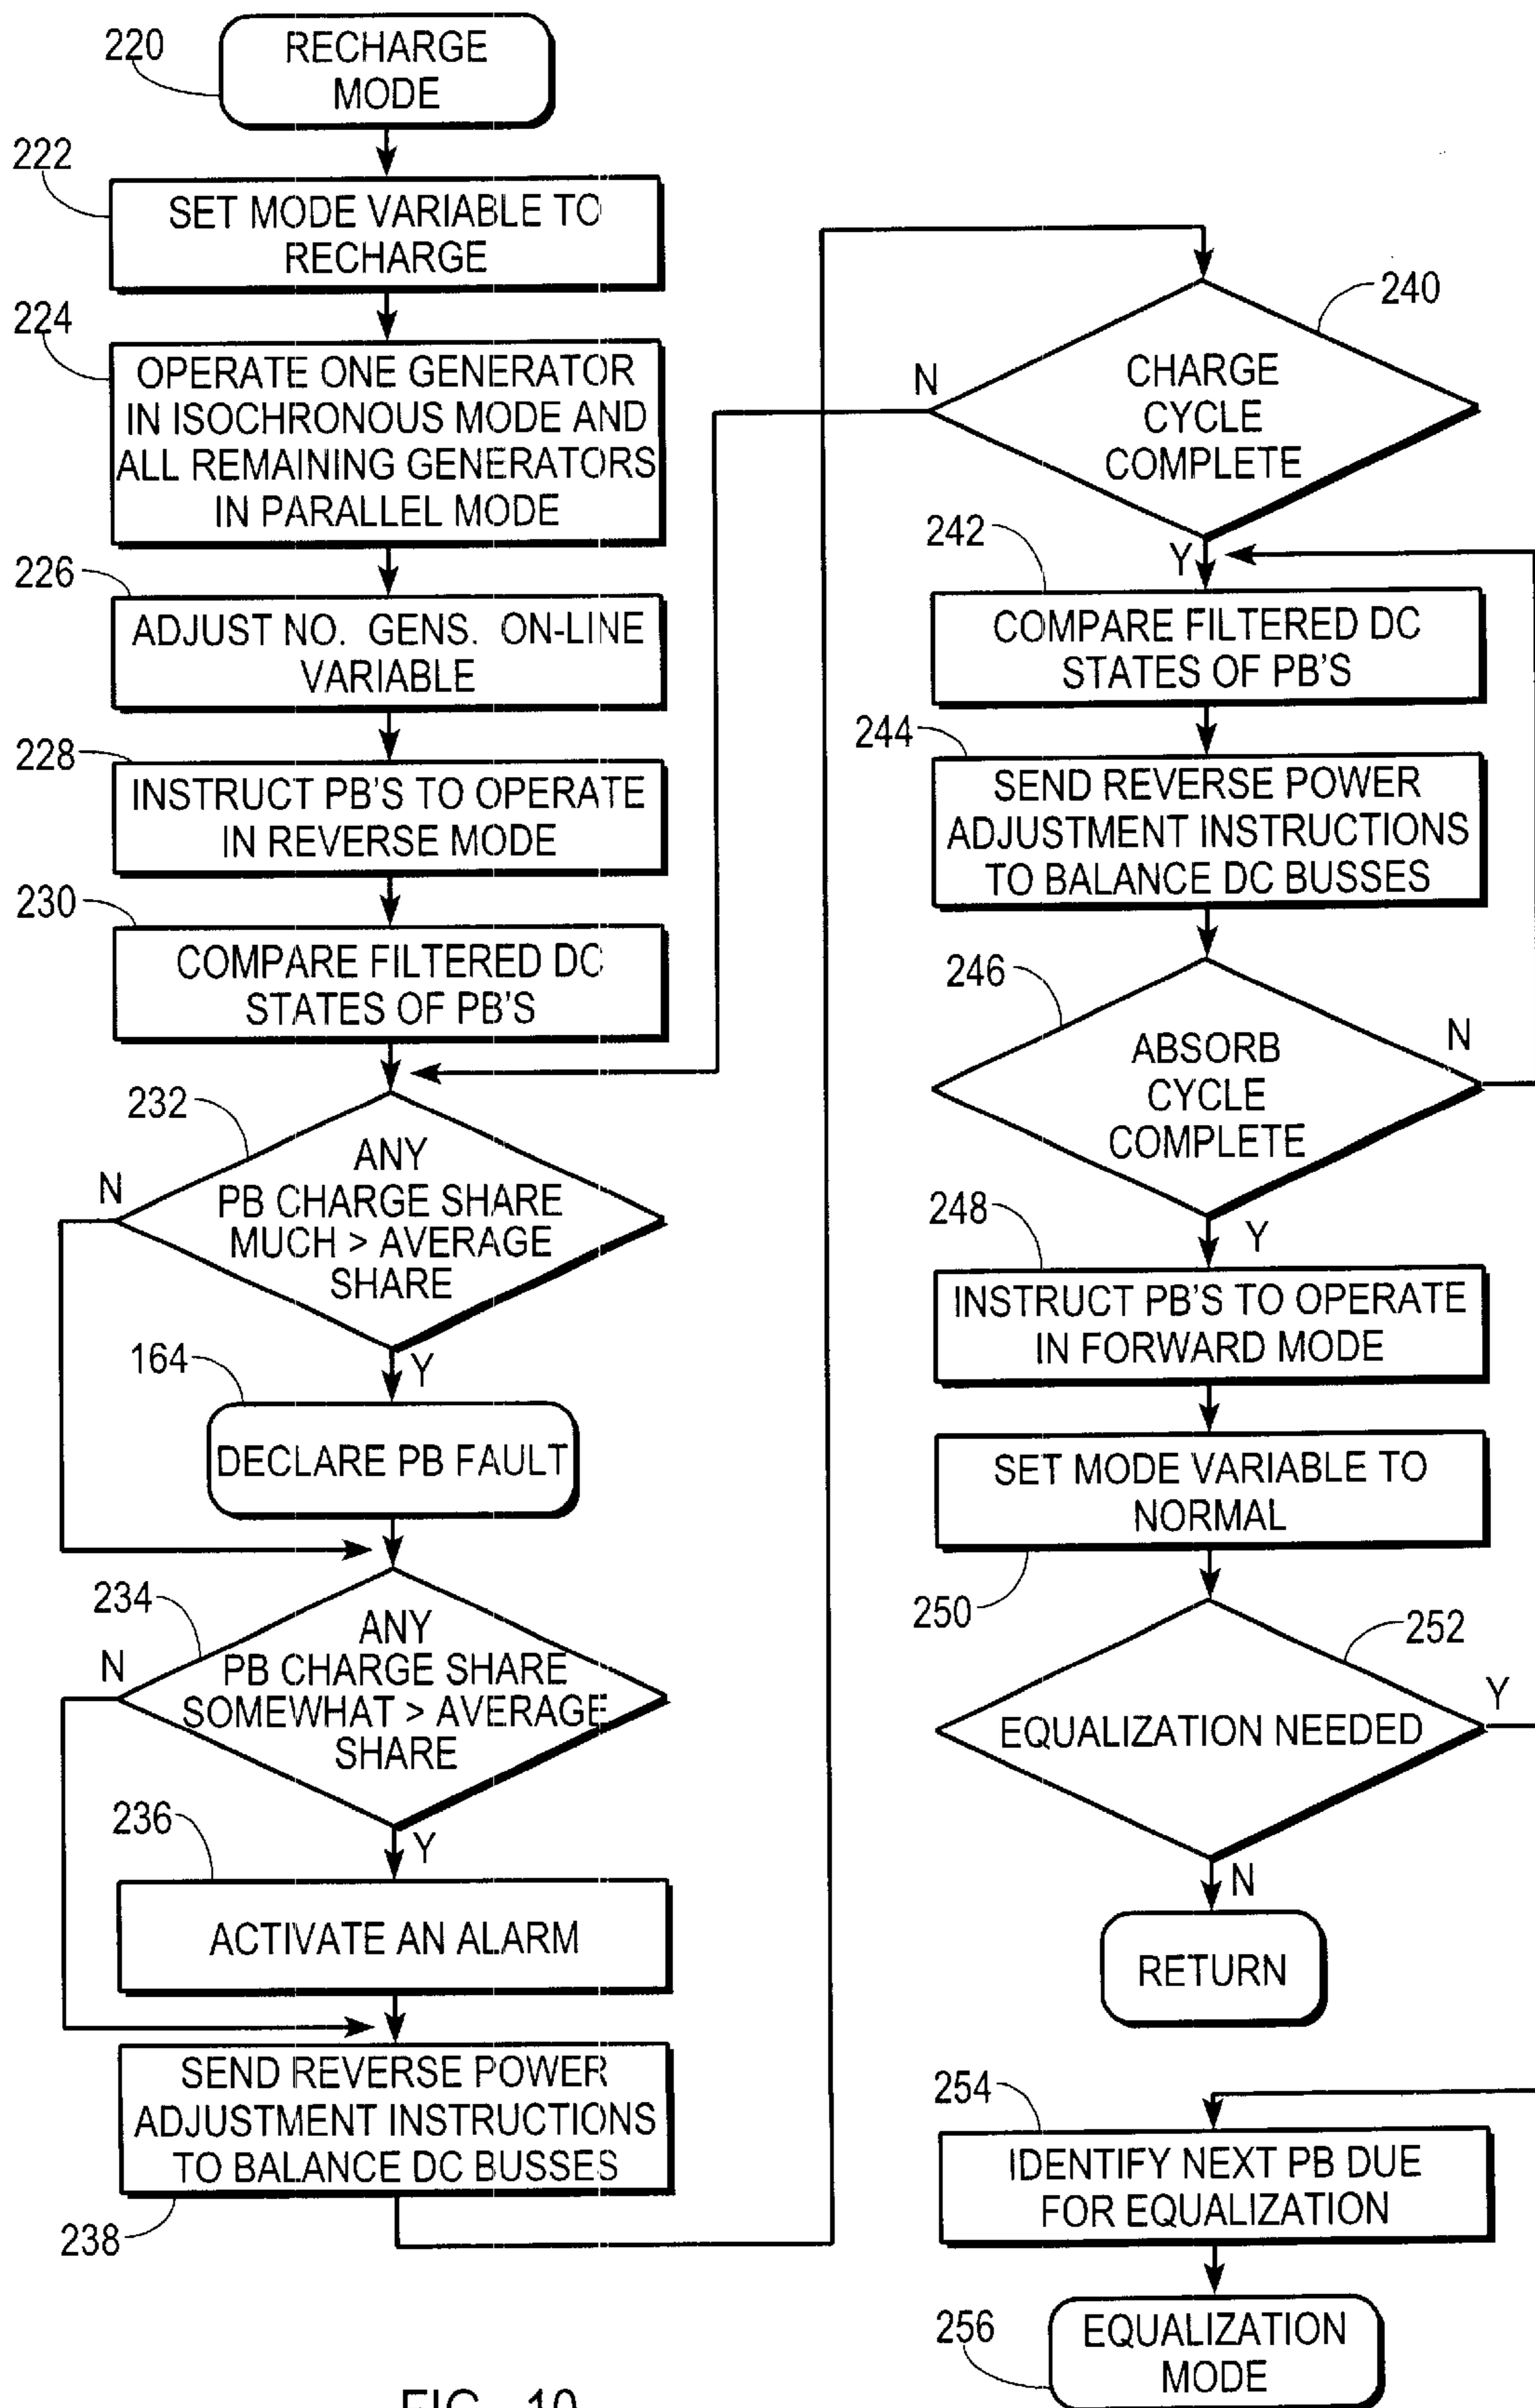 220
RECHARGE
MODE
222
SET MODE VARIABLE TO
RECHARGE
224
OPERATE ONE GENERATOR
IN ISOCHRONOUS MODE AND
ALL REMAINING GENERATORS
IN PARALLEL MODE
226
ADJUST NO. GENS. ON-LINE
VARIABLE
228
INSTRUCT PB'S TO OPERATE
IN REVERSE MODE
230
COMPARE FILTERED DC
STATES OF PB'S
232
N
ANY
PB CHARGE SHARE
MUCH > AVERAGE
SHARE
Y
164
DECLARE PB FAULT
234
N
ANY
PB CHARGE SHARE
SOMEWHAT > AVERAGE
SHARE
Y
236
ACTIVATE AN ALARM
SEND REVERSE POWER
ADJUSTMENT INSTRUCTIONS
TO BALANCE DC BUSSES
238
240
N
CHARGE
CYCLE
COMPLETE
Y
242
COMPARE FILTERED DC
STATES OF PB'S
244
SEND REVERSE POWER
ADJUSTMENT INSTRUCTIONS
TO BALANCE DC BUSSES
246
N
ABSORB
CYCLE
COMPLETE
Y
248
INSTRUCT PB'S TO OPERATE
IN FORWARD MODE
SET MODE VARIABLE TO
NORMAL
250
252
Y
EQUALIZATION NEEDED
N
RETURN
254
IDENTIFY NEXT PB DUE
FOR EQUALIZATION
256
EQUALIZATION
MODE
FIG. 10